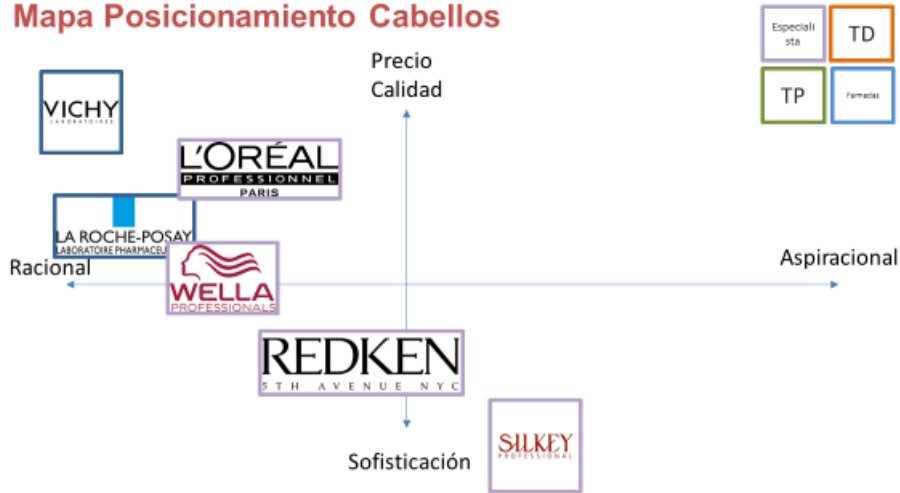 Mapa Posicionamiento Cabellos
Especiali
sta
TD
TP
Farmacias
Precio
Calidad
VICHY
LABORATOIRES
L'ORÉAL
PROFESSIONNEL
PARIS
LA ROCHE-POSAY
LABORATOIRE PHARMACEU
Racional
Aspiracional
WELLA
PROFESSIONALS
REDKEN
5TH AVENUE NYC
SILKEY
PROFESSIONAL
Sofisticación